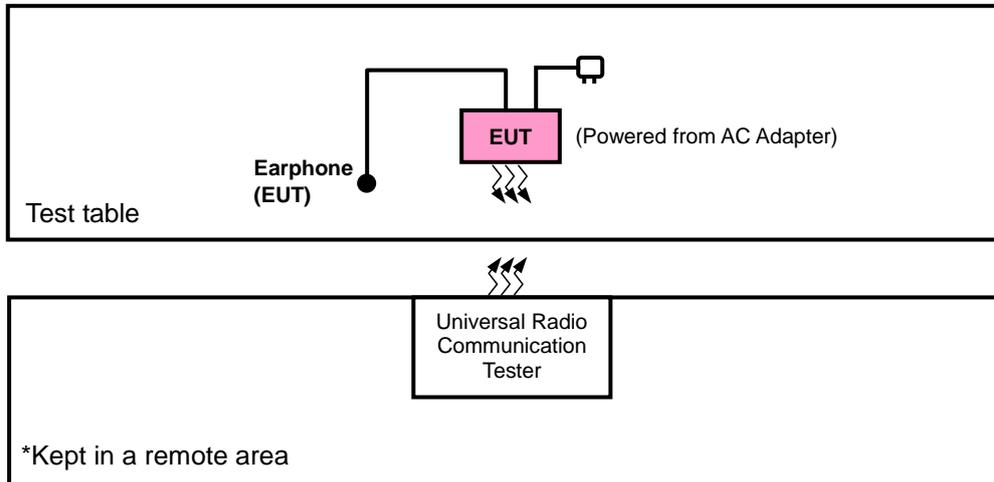 EUT
(Powered from AC Adapter)
Earphone
(EUT)
Test table
Universal Radio
Communication
Tester
*Kept in a remote area